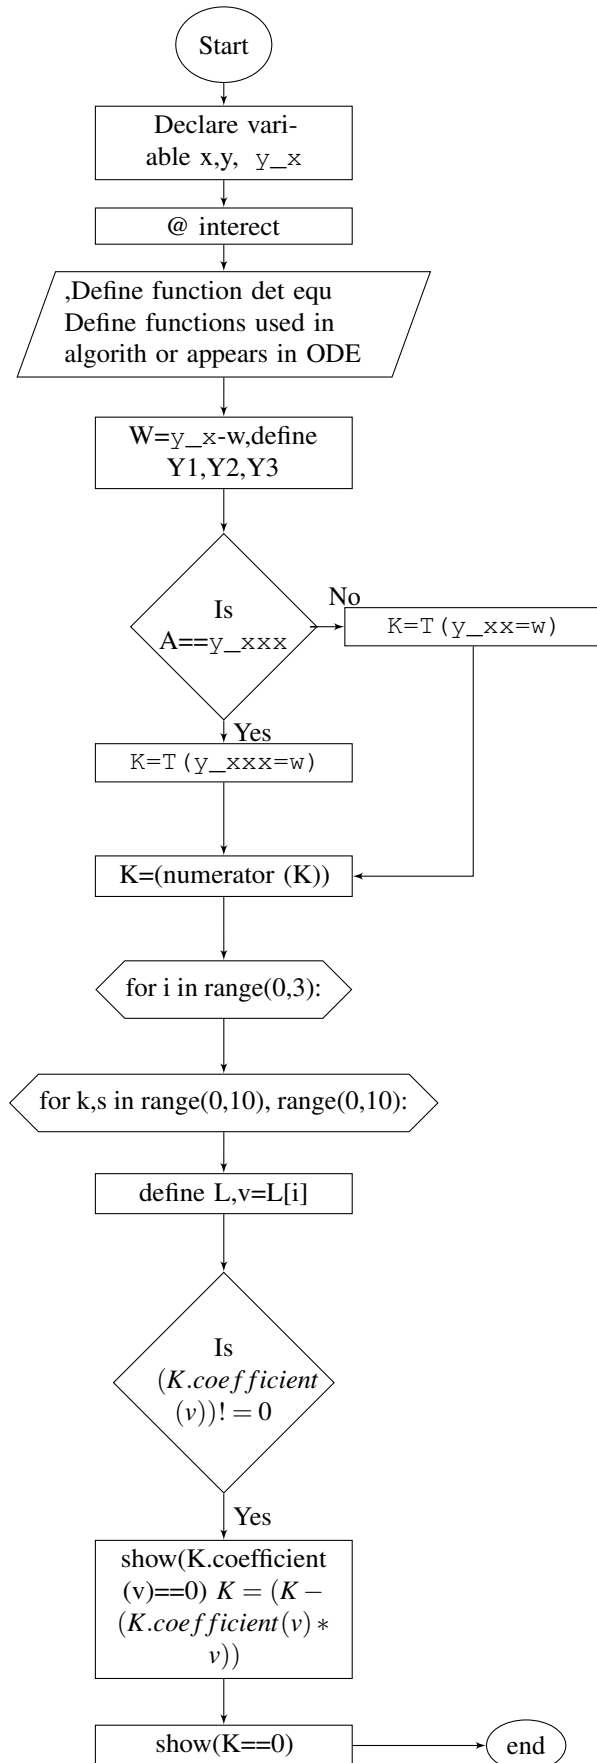 Start
Declare vari-
able x,y, y_x
@ interect
,Define function det equ
Define functions used in
algorith or appears in ODE
W=y_x-w,define
Y1,Y2,Y3
Is
A==y_xxx
No
K=T(y_xx=w)
Yes
K=T(y_xxx=w)
K=(numerator (K))
for i in range(0,3):
for k,s in range(0,10), range(0,10):
define L,v=L[i]
Is
(K.coefficient
(v))! = 0
Yes
show(K.coefficient
(v)==0) K = (K −
(K.coefficient(v) ∗
v))
show(K==0)
end